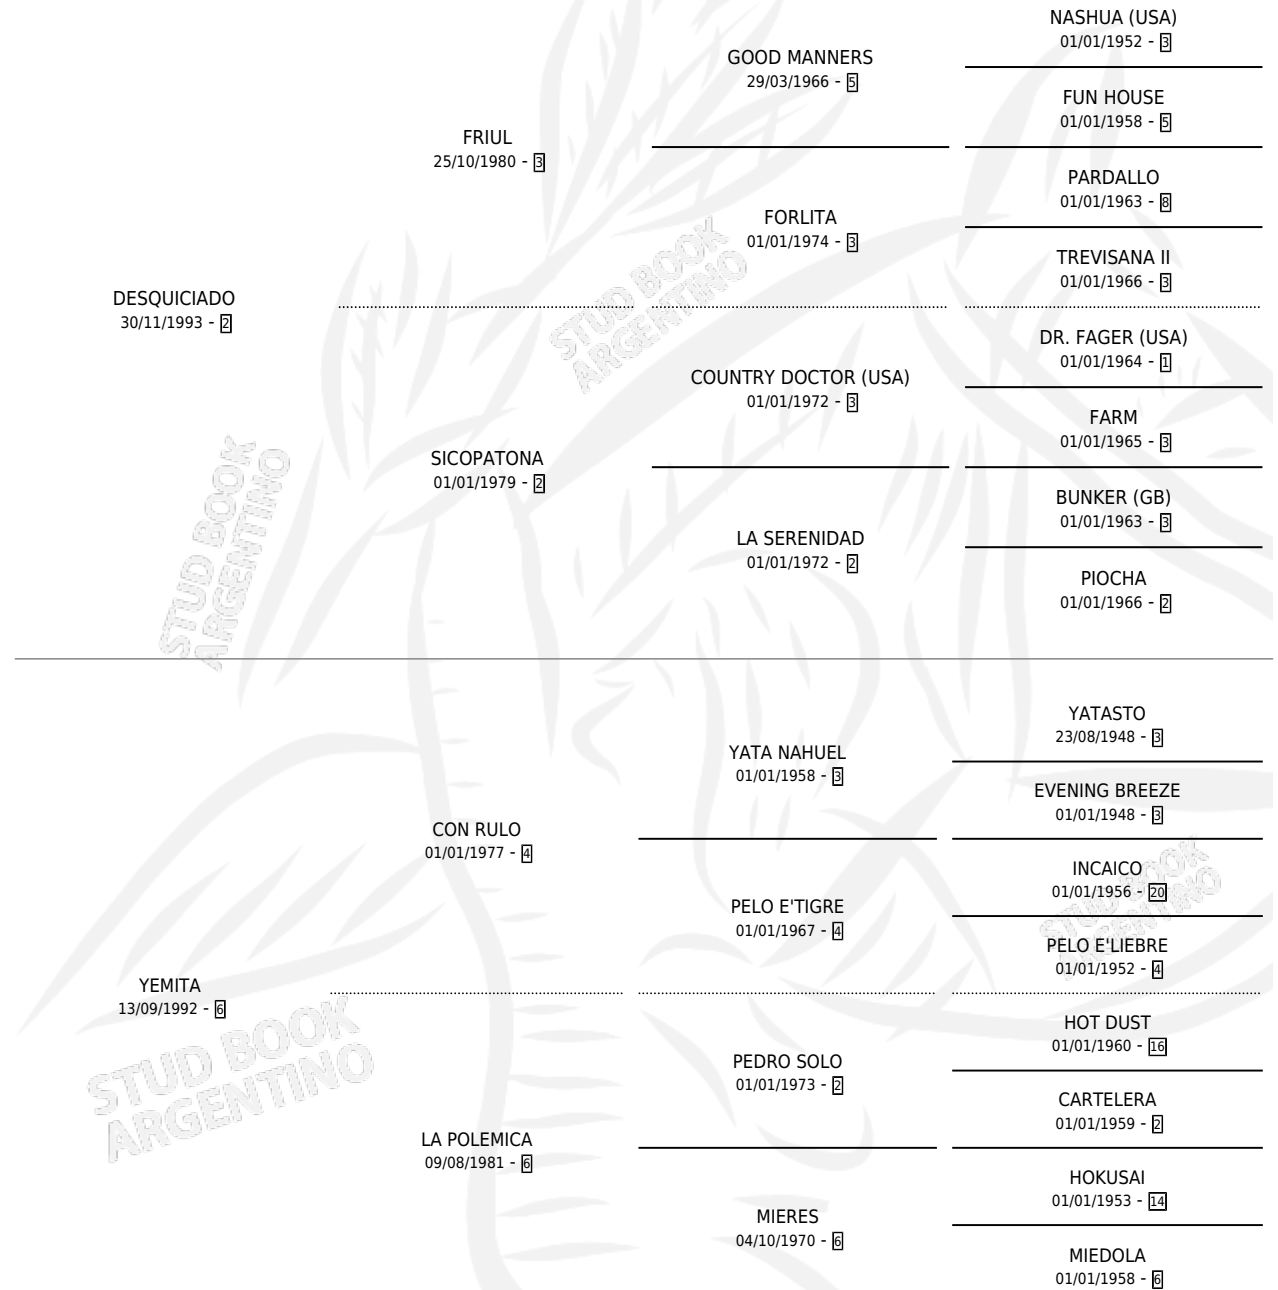 NASHUA (USA)
01/01/1952 - 3
GOOD MANNERS
29/03/1966 - 5
FUN HOUSE
01/01/1958 - 5
FRIUL
25/10/1980 - 3
PARDALLO
01/01/1963 - 8
FORLITA
01/01/1974 - 3
TREVISANA II
01/01/1966 - 3
DESQUICIADO
30/11/1993 - 2
DR. FAGER (USA)
01/01/1964 - 1
COUNTRY DOCTOR (USA)
01/01/1972 - 3
FARM
01/01/1965 - 3
SICOPATONA
01/01/1979 - 2
BUNKER (GB)
01/01/1963 - 3
LA SERENIDAD
01/01/1972 - 2
PIOCHA
01/01/1966 - 2
STUD BOOK
ARGENTINO
STUD BOOK
ARGENTINO
YATASTO
23/08/1948 - 3
YATA NAHUEL
01/01/1958 - 3
EVENING BREEZE
01/01/1948 - 3
CON RULO
01/01/1977 - 4
INCAICO
01/01/1956 - 20
PELO E'TIGRE
01/01/1967 - 4
PELO E'LIEBRE
01/01/1952 - 4
YEMITA
13/09/1992 - 6
HOT DUST
01/01/1960 - 16
PEDRO SOLO
01/01/1973 - 2
CARTELERA
01/01/1959 - 2
LA POLEMICA
09/08/1981 - 6
HOKUSAI
01/01/1953 - 14
MIERES
04/10/1970 - 6
MIEDOLA
01/01/1958 - 6
STUD BOOK
ARGENTINO
STUD BOOK
ARGENTINO